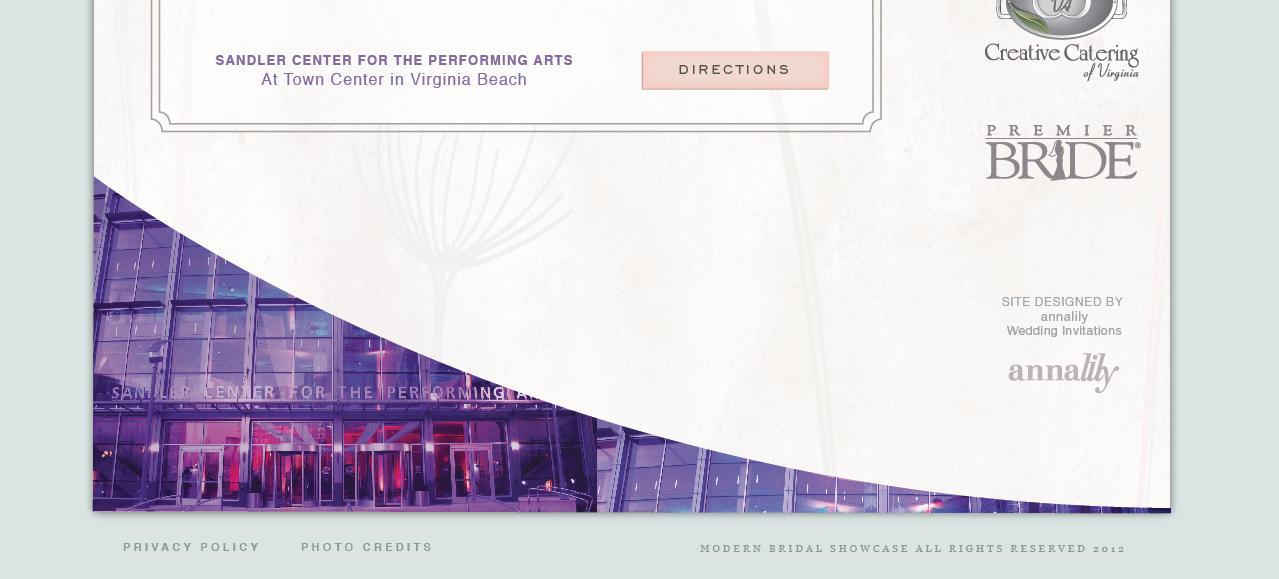 VA
Creative Catering
of Virginia
SANDLER CENTER FOR THE PERFORMING ARTS
At Town Center in Virginia Beach
DIRECTIONS
PREMIER
BRIDE®
SITE DESIGNED BY
annalily
Wedding Invitations
annalily
SANDLER CENTER FOR THE PERFORMING
PRIVACY POLICY
PHOTO CREDITS
MODERN BRIDAL SHOWCASE ALL RIGHTS RESERVED 2012